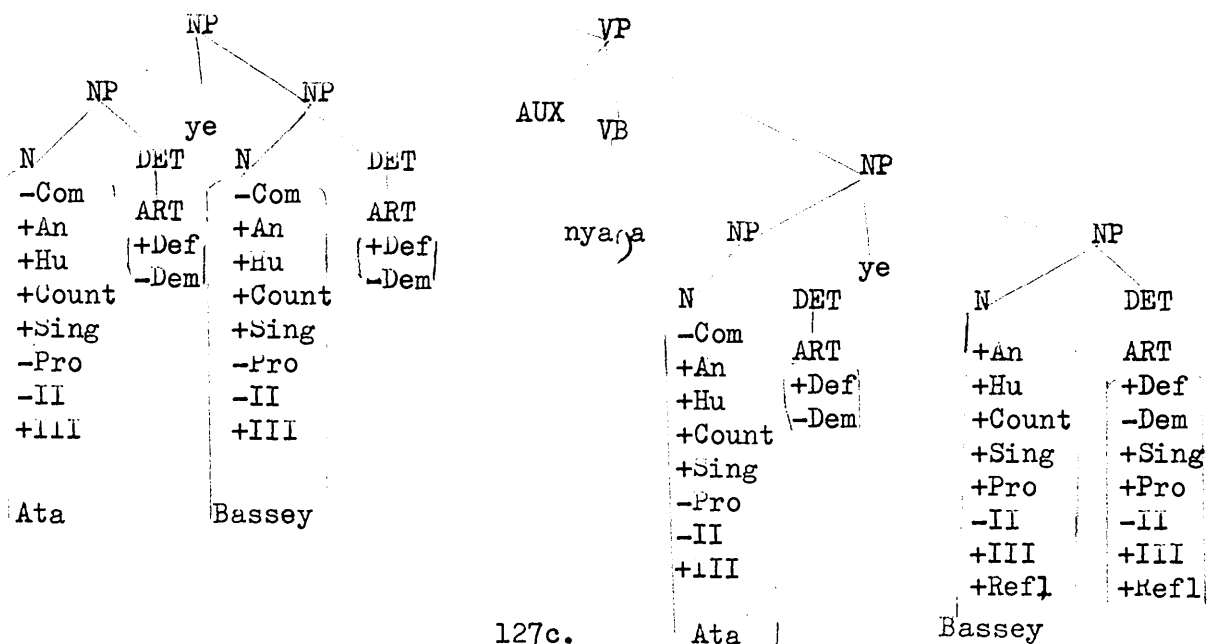 NP VP
NP NP
AUX VB
ye
N DET N DET
NP
-Com -Com
ART ART
+An +An
+Def +Def
+Hu +Hu
-Dem -Dem
+Count +Count
+Sing +Sing
-Pro -Pro
-II -II
+III +III
Ata Bassey
NP NP
ye
N DET N DET
-Com
ART +An ART
+An
+Def +Hu +Def
+Hu
-Dem +Count -Dem
+Count
+Sing +Sing
+Sing
+Pro +Pro
-Pro
-II -II
-II
+III +III
+III
+Refl +Refl
127c. Ata Bassey